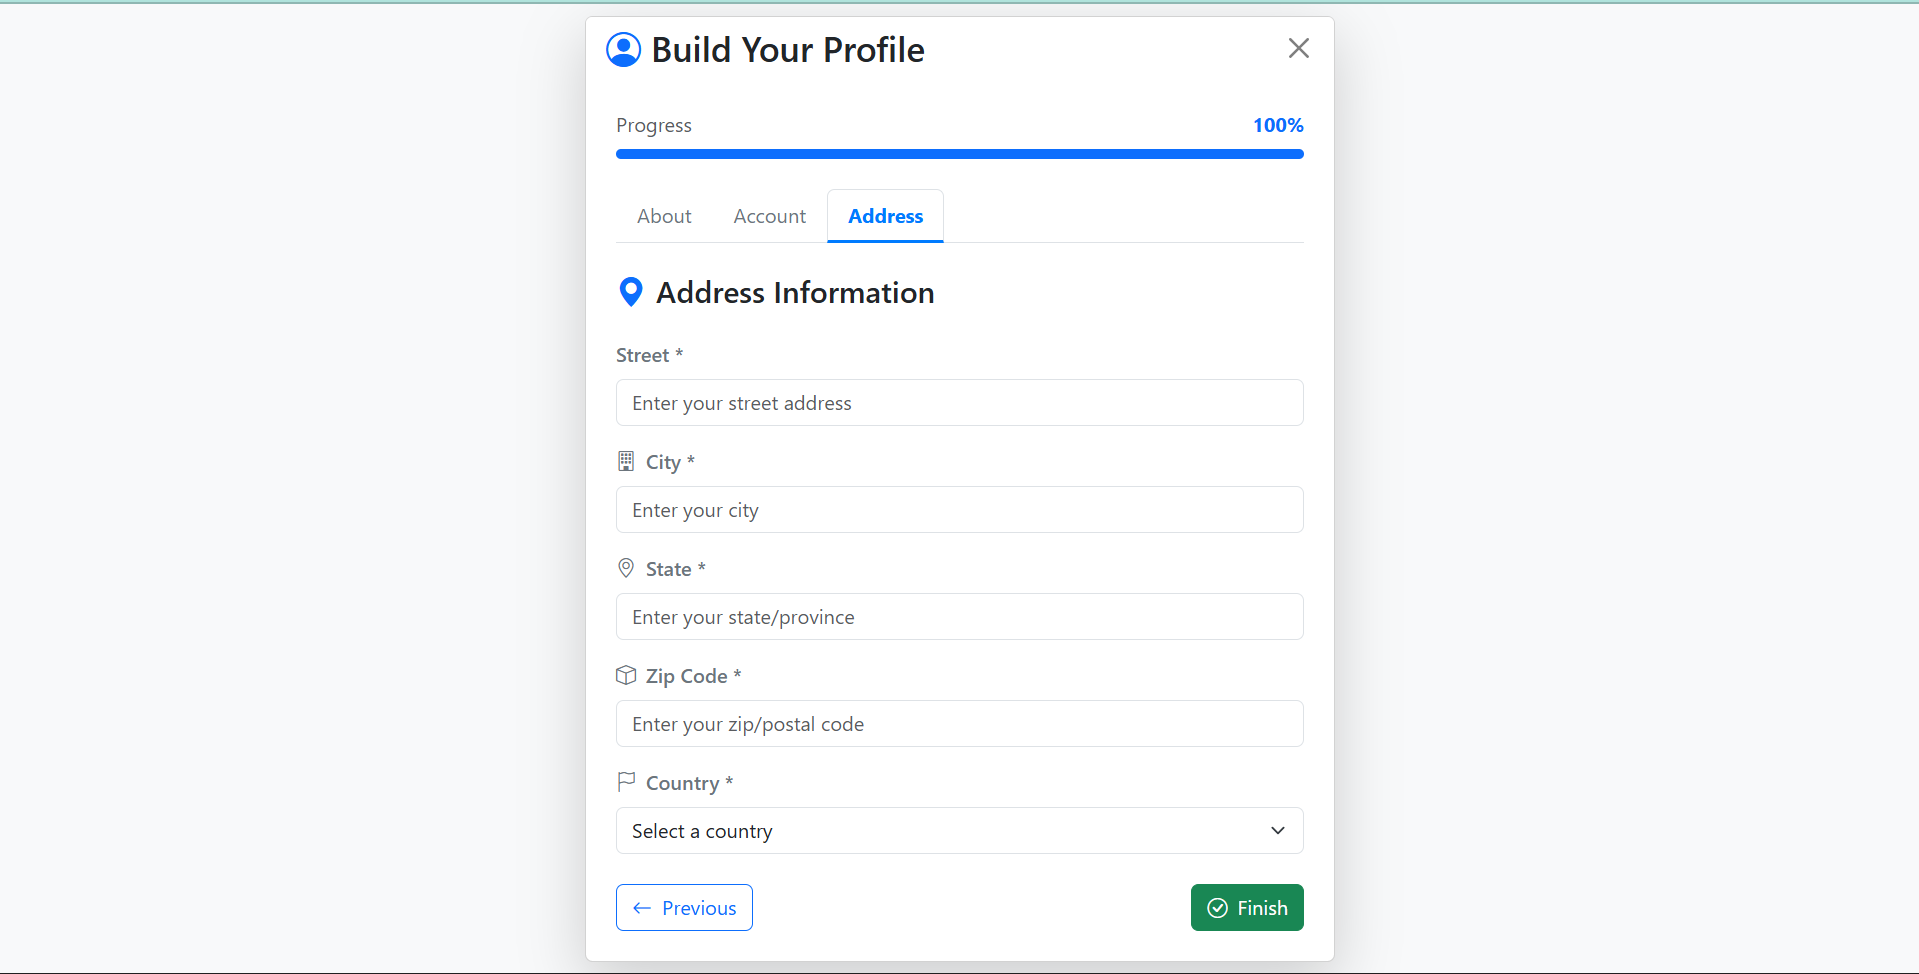 Build Your Profile
Progress 100%
About Account Address
Address Information
Street *
Enter your street address
City *
Enter your city
State *
Enter your state/province
Zip Code *
Enter your zip/postal code
Country *
Select a country
Previous Finish